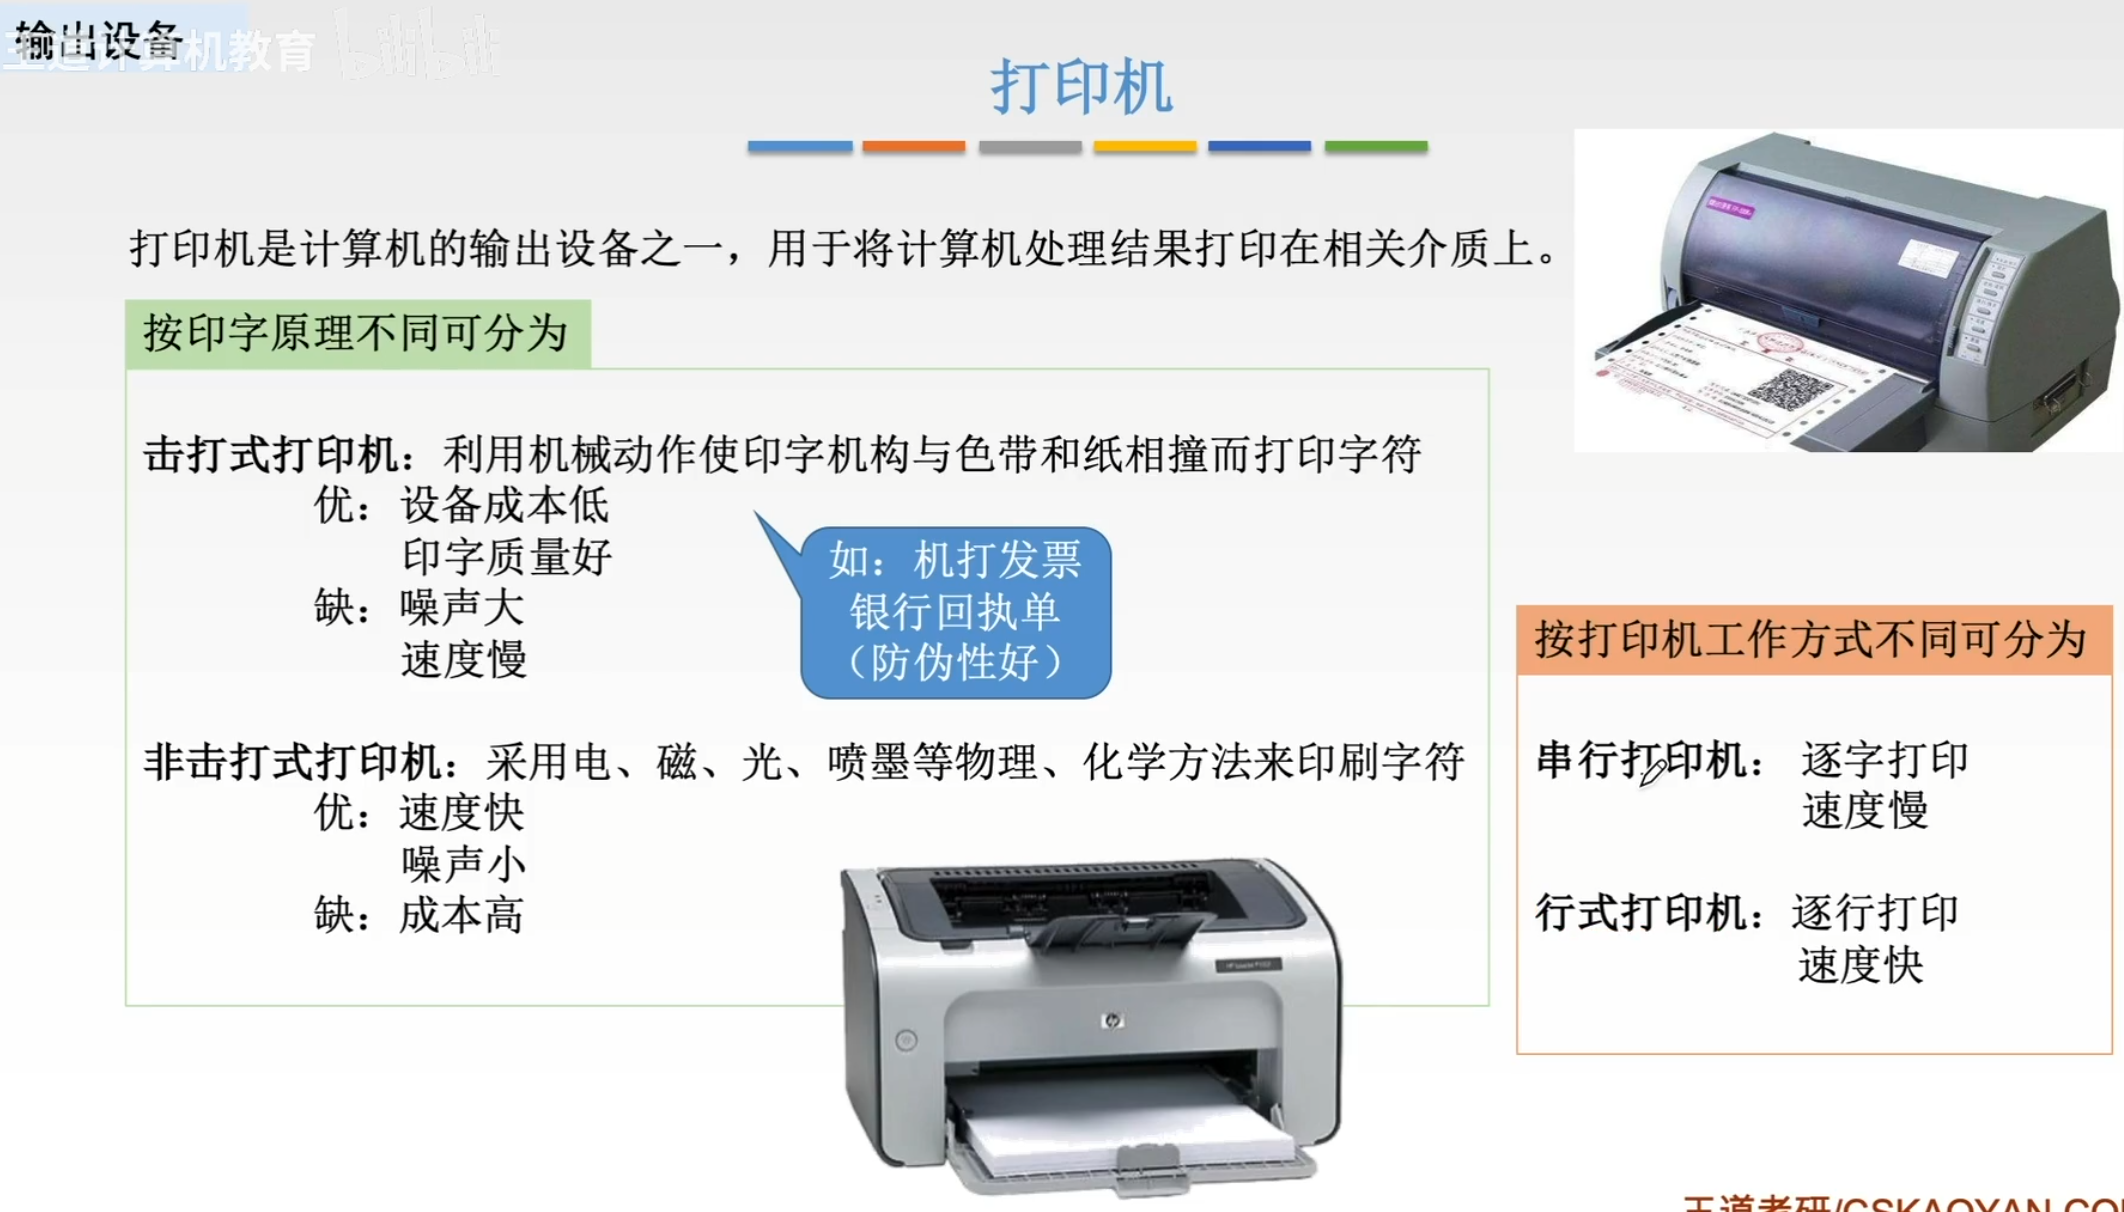 输出设备
王道计算机教育 bilibili
打印机
打印机是计算机的输出设备之一，用于将计算机处理结果打印在相关介质上。
按印字原理不同可分为
击打式打印机：利用机械动作使印字机构与色带和纸相撞而打印字符
优：设备成本低
印字质量好
缺：噪声大
速度慢
如：机打发票
银行回执单
（防伪性好）
非击打式打印机：采用电、磁、光、喷墨等物理、化学方法来印刷字符
优：速度快
噪声小
缺：成本高
hp
按打印机工作方式不同可分为
串行打印机：逐字打印
速度慢
行式打印机：逐行打印
速度快
王道考研/CSKAOYAN.CO